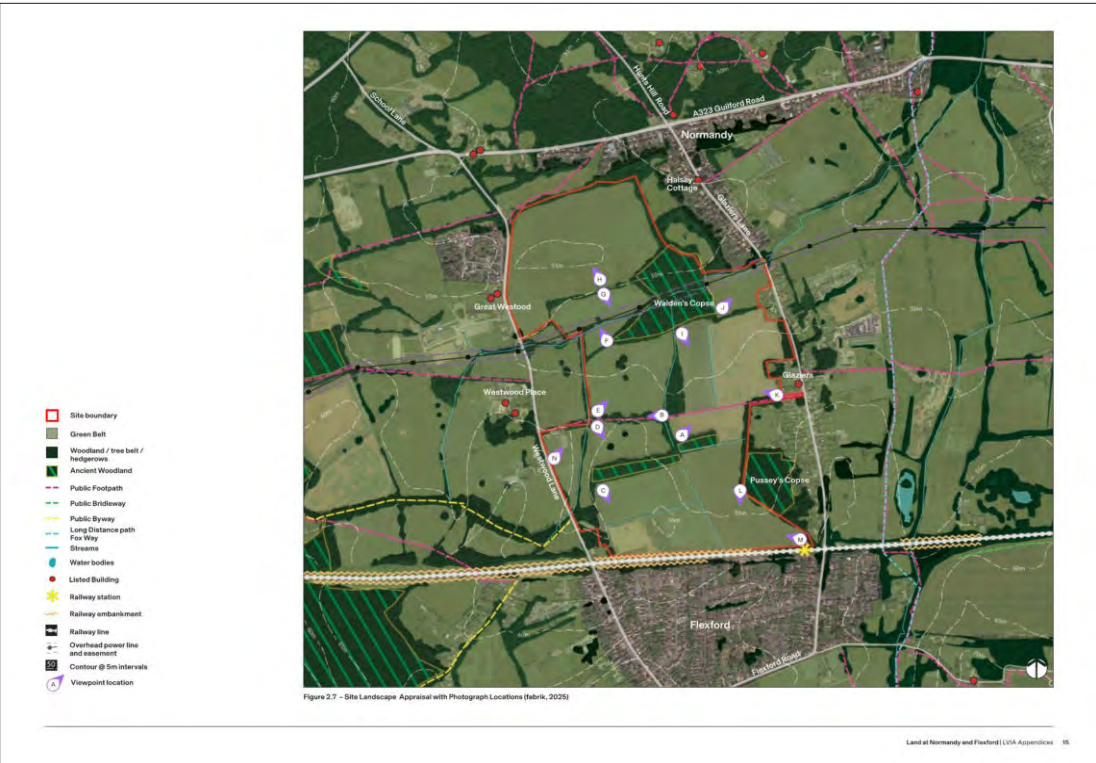 School Lane
Hunts Hill Road
A323 Guilford Road
Normandy
Halsey
Cottage
Glaziers Lane
Great Westood
Walden's Copse
Glaziers
Westwood Place
Westwood Lane
Pussey's Copse
Flexford
Flexford Road
H
G
J
F
I
K
E
B
D
A
N
C
L
M
Site boundary
Green Belt
Woodland / tree belt /
hedgerows
Ancient Woodland
Public Footpath
Public Bridleway
Public Byway
Long Distance path
Fox Way
Streams
Water bodies
Listed Building
Railway station
Railway embankment
Railway line
Overhead power line
and easement
50
Contour @ 5m intervals
A
Viewpoint location
Figure 2.7 - Site Landscape Appraisal with Photograph Locations (fabrik, 2025)
Land at Normandy and Flexford | LVIA Appendices 15